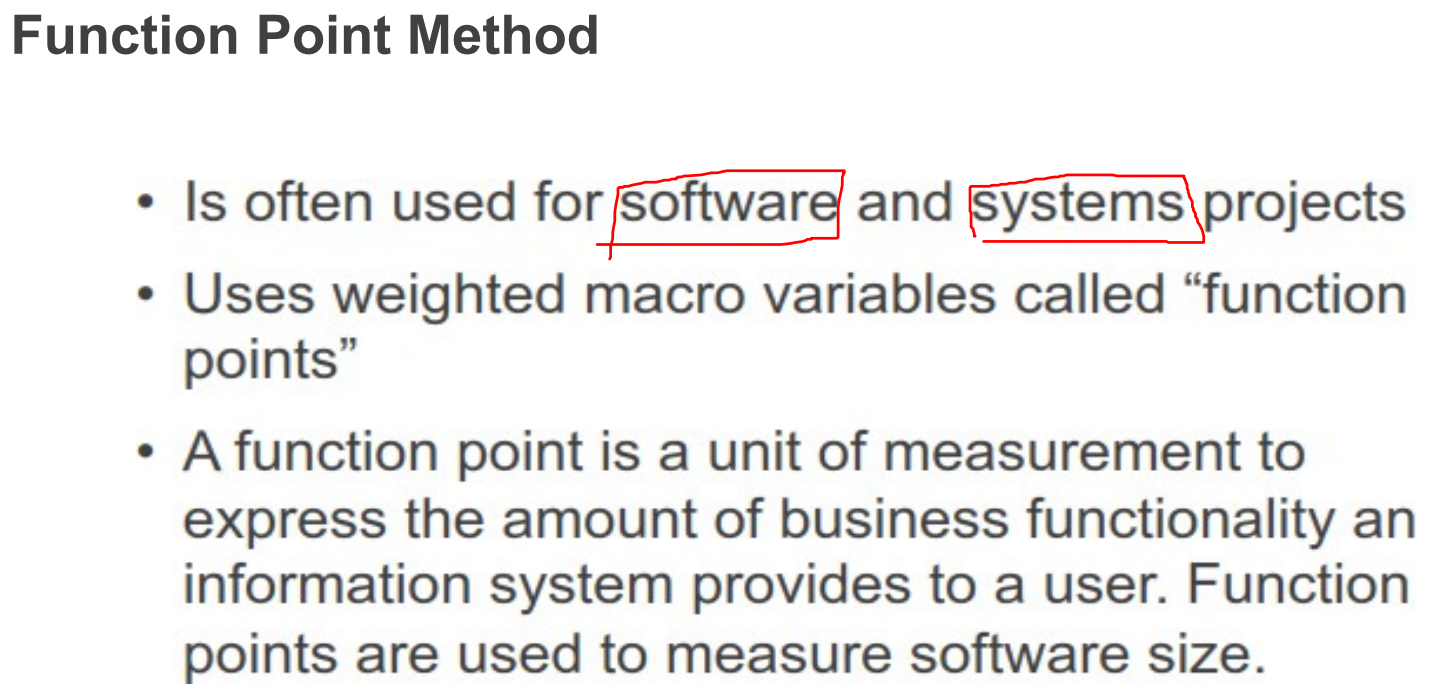 Function Point Method
• Is often used for software and systems projects
• Uses weighted macro variables called “function
points”
• A function point is a unit of measurement to
express the amount of business functionality an
information system provides to a user. Function
points are used to measure software size.